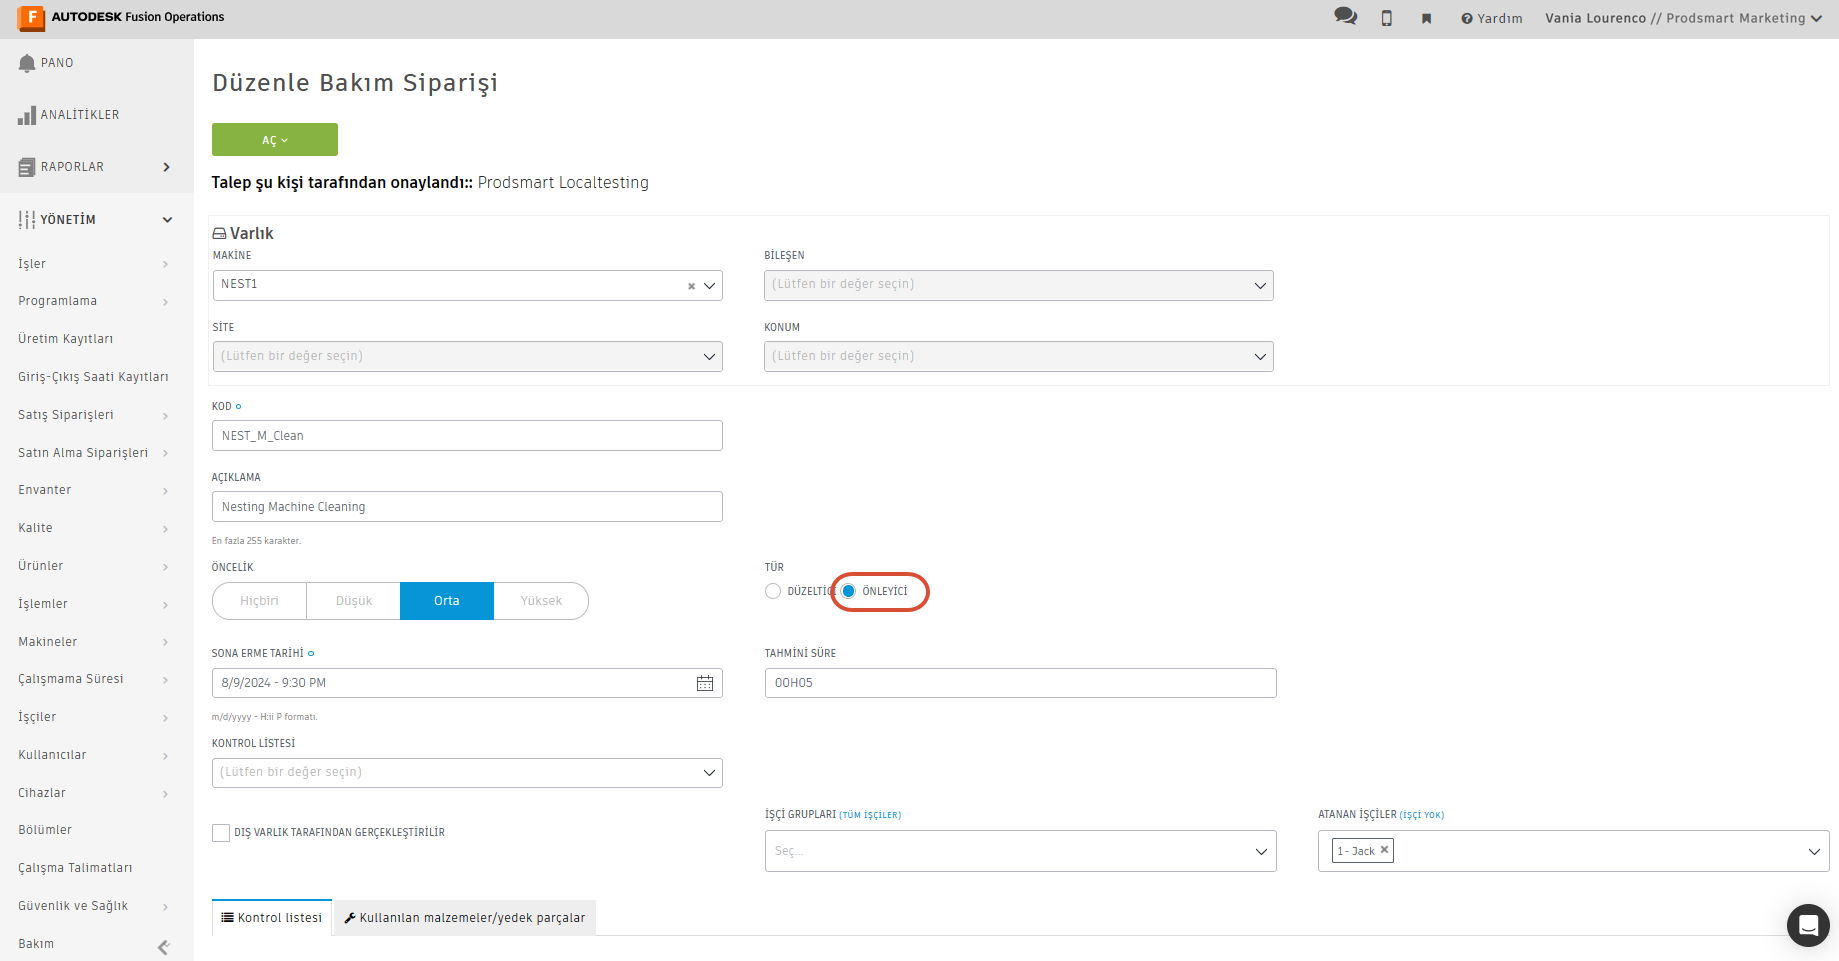 AUTODESK Fusion Operations
Yardım
Vania Lourenco // Prodsmart Marketing
PANO
ANALİTİKLER
RAPORLAR
YÖNETİM
İşler
Programlama
Üretim Kayıtları
Giriş-Çıkış Saati Kayıtları
Satış Siparişleri
Satın Alma Siparişleri
Envanter
Kalite
Ürünler
İşlemler
Makineler
Çalışmama Süresi
İşçiler
Kullanıcılar
Cihazlar
Bölümler
Çalışma Talimatları
Güvenlik ve Sağlık
Bakım
Düzenle Bakım Siparişi
AÇ
Talep şu kişi tarafından onaylandı:: Prodsmart Localtesting
Varlık
MAKİNE
NEST1
BİLEŞEN
(Lütfen bir değer seçin)
SİTE
(Lütfen bir değer seçin)
KONUM
(Lütfen bir değer seçin)
KOD
NEST_M_Clean
AÇIKLAMA
Nesting Machine Cleaning
En fazla 255 karakter.
ÖNCELİK
Hiçbiri Düşük Orta Yüksek
TÜR
DÜZELTİCİ ÖNLEYİCİ
SONA ERME TARİHİ
8/9/2024 - 9:30 PM
m/d/yyyy - H:ii P formatı.
TAHMİNİ SÜRE
00H05
KONTROL LİSTESİ
(Lütfen bir değer seçin)
DIŞ VARLIK TARAFINDAN GERÇEKLEŞTİRİLİR
İŞÇİ GRUPLARI (TÜM İŞÇİLER)
Seç...
ATANAN İŞÇİLER (İŞÇİ YOK)
1 - Jack
Kontrol listesi
Kullanılan malzemeler/yedek parçalar